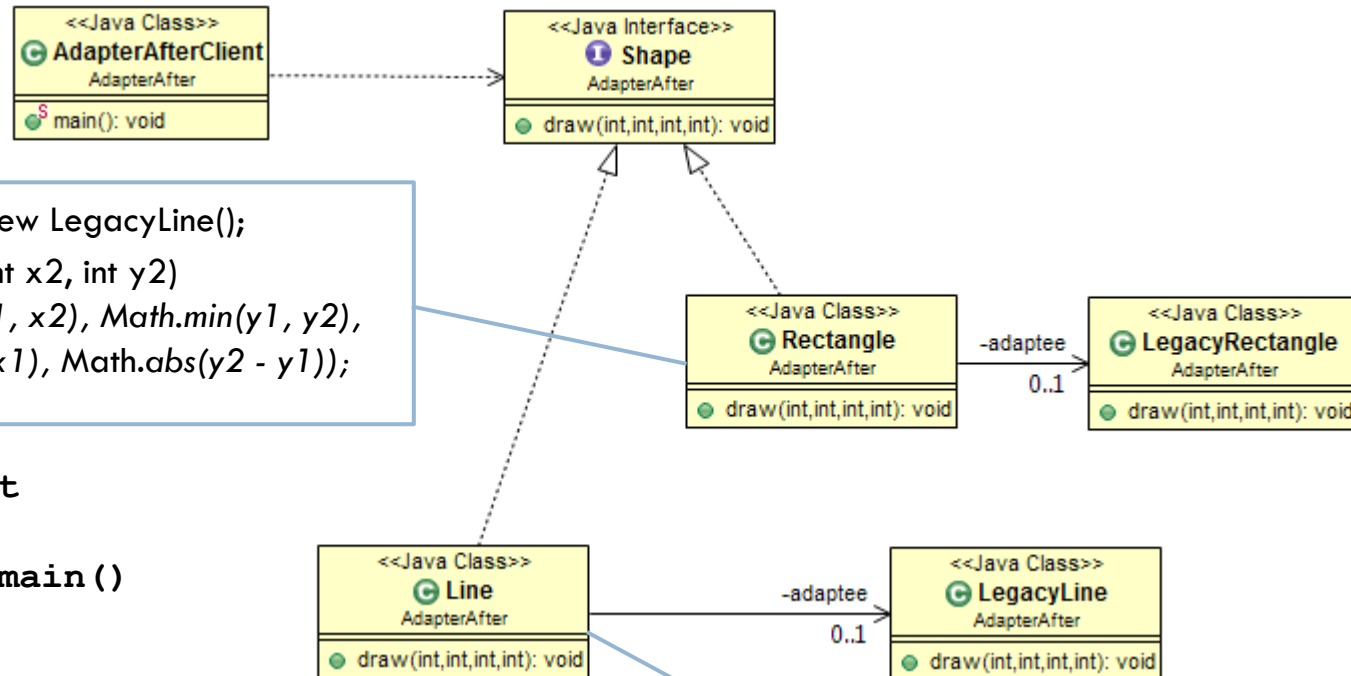 <<Java Class>>
AdapterAfterClient
AdapterAfter
main(): void
<<Java Interface>>
Shape
AdapterAfter
draw(int,int,int,int): void
ew LegacyLine();
t x2, int y2)
, x2), Math.min(y1, y2),
x1), Math.abs(y2 - y1));
<<Java Class>>
Rectangle
AdapterAfter
draw(int,int,int,int): void
-adaptee
0..1
<<Java Class>>
LegacyRectangle
AdapterAfter
draw(int,int,int,int): void
t
main()
<<Java Class>>
Line
AdapterAfter
draw(int,int,int,int): void
-adaptee
0..1
<<Java Class>>
LegacyLine
AdapterAfter
draw(int,int,int,int): void